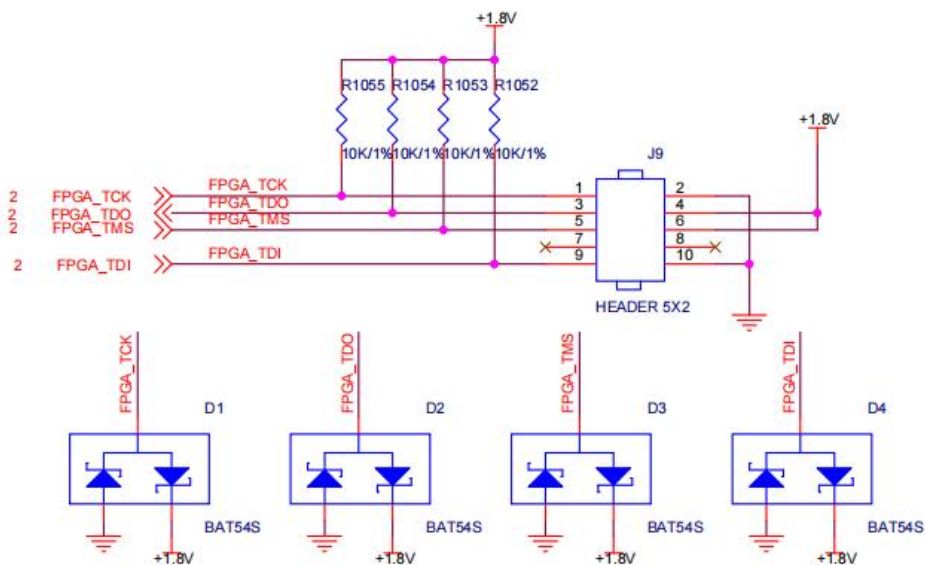 +1.8V
R1055 R1054 R1053 R1052
+1.8V
10K/1% 10K/1% 10K/1% 10K/1%
J9
2 FPGA_TCK FPGA_TCK 1 2
2 FPGA_TDO FPGA_TDO 3 4
2 FPGA_TMS FPGA_TMS 5 6
7 8
2 FPGA_TDI FPGA_TDI 9 10
HEADER 5X2
FPGA_TCK FPGA_TDO FPGA_TMS FPGA_TDI
D1 D2 D3 D4
BAT54S BAT54S BAT54S BAT54S
+1.8V +1.8V +1.8V +1.8V